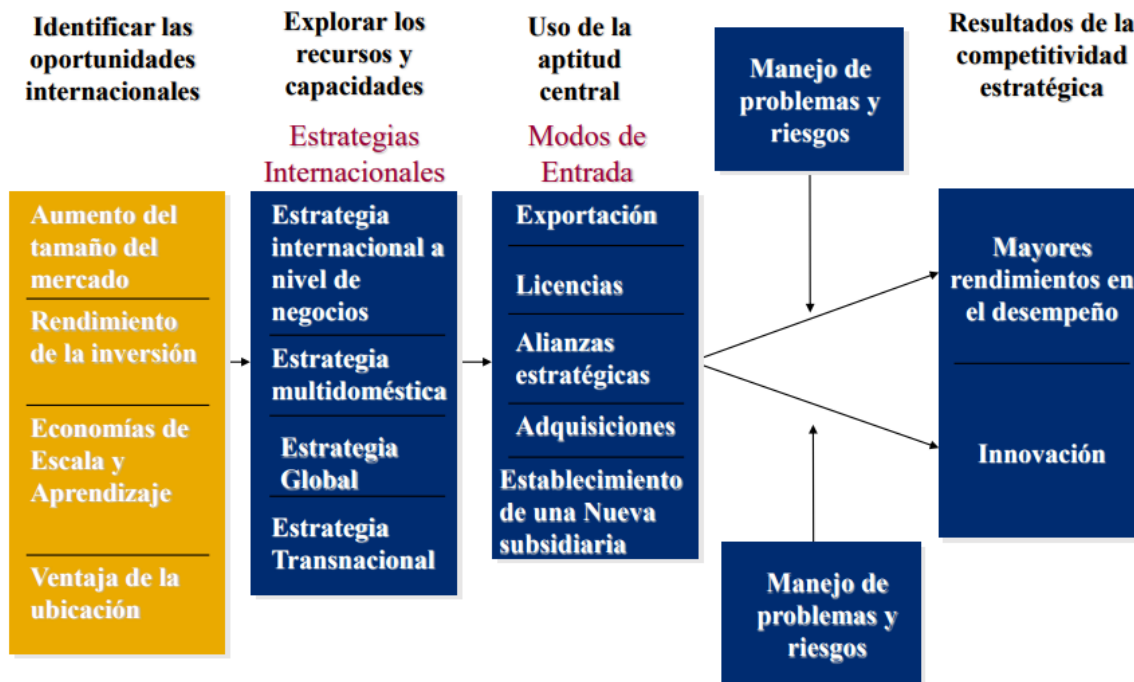 Identificar las
oportunidades
internacionales
Explorar los
recursos y
capacidades
Estrategias
Internacionales
Uso de la
aptitud
central
Modos de
Entrada
Manejo de
problemas y
riesgos
Resultados de la
competitividad
estratégica
Aumento del
tamaño del
mercado
Rendimiento
de la inversión
Economías de
Escala y
Aprendizaje
Ventaja de la
ubicación
Estrategia
internacional a
nivel de
negocios
Estrategia
multidoméstica
Estrategia
Global
Estrategia
Transnacional
Exportación
Licencias
Alianzas
estratégicas
Adquisiciones
Establecimiento
de una Nueva
subsidiaria
Mayores
rendimientos en
el desempeño
Innovación
Manejo de
problemas y
riesgos